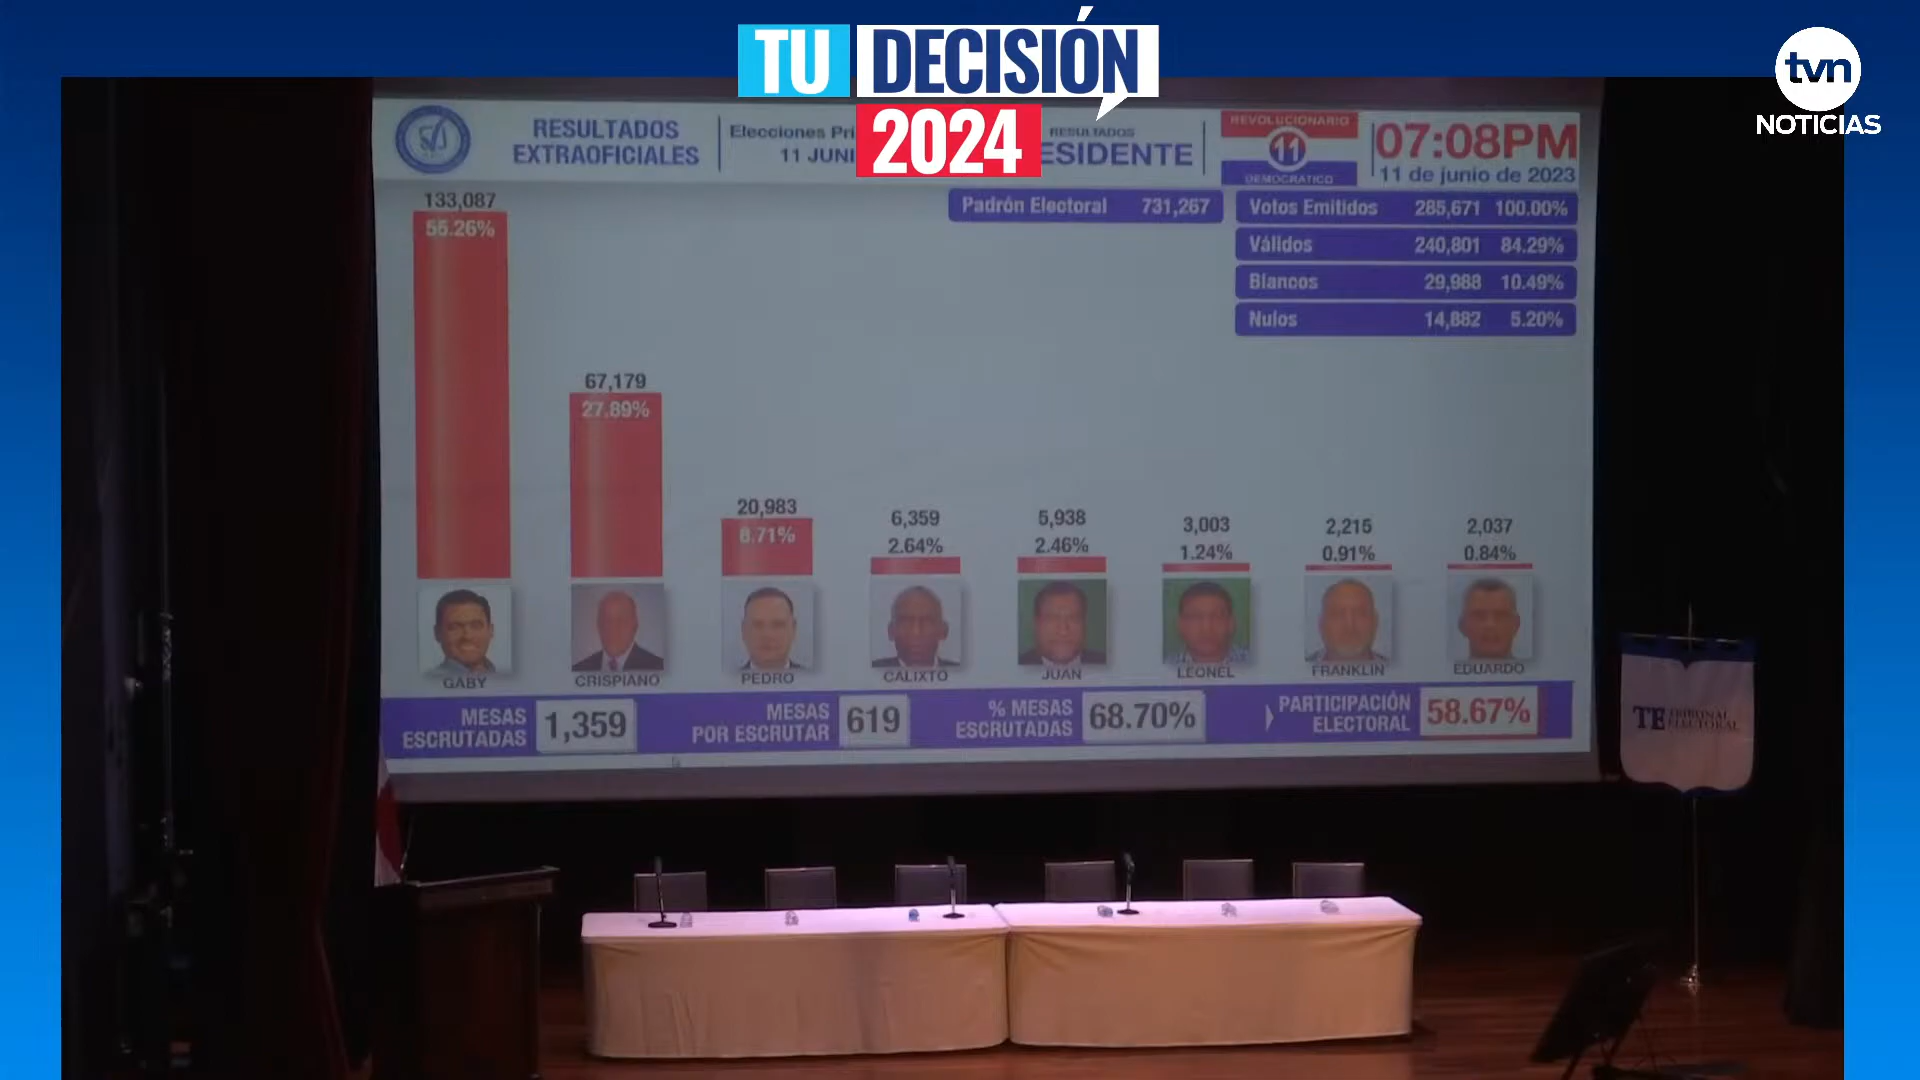 TU DECISIÓN
2024
tvn
NOTICIAS
RESULTADOS
EXTRAOFICIALES
Elecciones Pri
11 JUNI
RESULTADOS
ESIDENTE
REVOLUCIONARIO
11
DEMOCRATICO
07:08PM
11 de junio de 2023
Padrón Electoral 731,267
Votos Emitidos 285,671 100.00%
Válidos 240,801 84.29%
Blancos 29,988 10.49%
Nulos 14,882 5.20%
133,087
55.26%
67,179
27.89%
20,983
8.71%
6,359
2.64%
5,938
2.46%
3,003
1.24%
2,215
0.91%
2,037
0.84%
GABY
CRISPIANO
PEDRO
CALIXTO
JUAN
LEONEL
FRANKLIN
EDUARDO
MESAS
ESCRUTADAS 1,359
MESAS
POR ESCRUTAR 619
% MESAS
ESCRUTADAS 68.70%
PARTICIPACIÓN
ELECTORAL 58.67%
TE TRIBUNAL
ELECTORAL